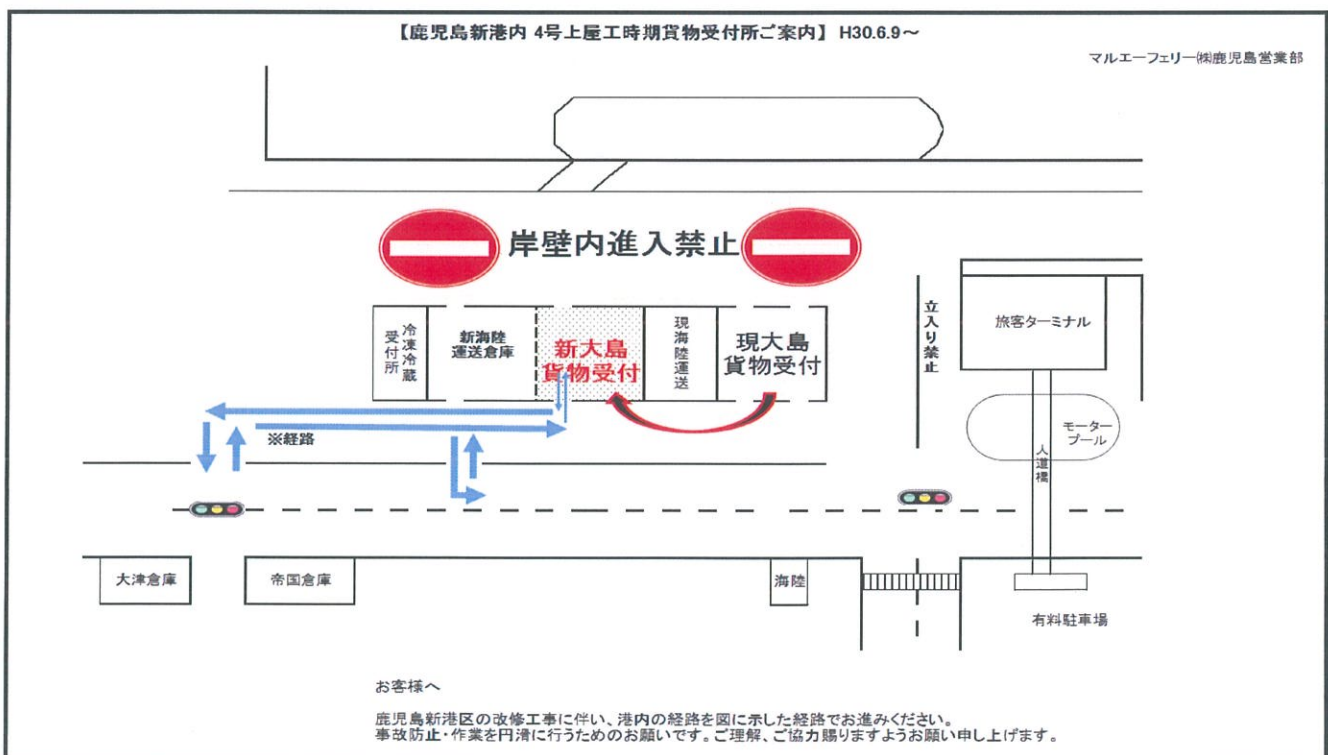 【鹿児島新港内 4号上屋工時期貨物受付所ご案内】 H30.6.9～
マルエーフェリー㈱鹿児島営業部
岸壁内進入禁止
冷凍冷蔵
受付所
新海陸
運送倉庫
新大島
貨物受付
現海陸運送
現大島
貨物受付
立入り禁止
旅客ターミナル
※経路
モーター
プール
人道橋
大津倉庫
帝国倉庫
海陸
有料駐車場
お客様へ
鹿児島新港区の改修工事に伴い、港内の経路を図に示した経路でお進みください。
事故防止・作業を円滑に行うためのお願いです。ご理解、ご協力賜りますようお願い申し上げます。